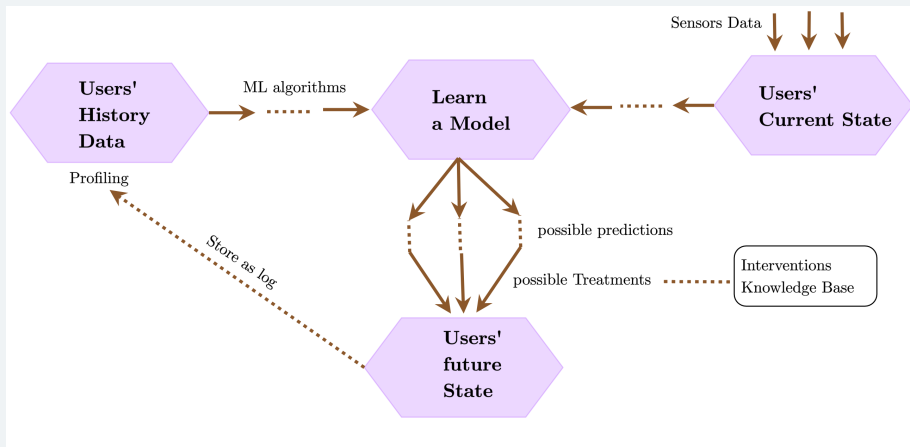 Sensors Data
Users'
History
Data
ML algorithms
Learn
a Model
Users'
Current State
Profiling
Store as log
possible predictions
possible Treatments
Interventions
Knowledge Base
Users'
future
State